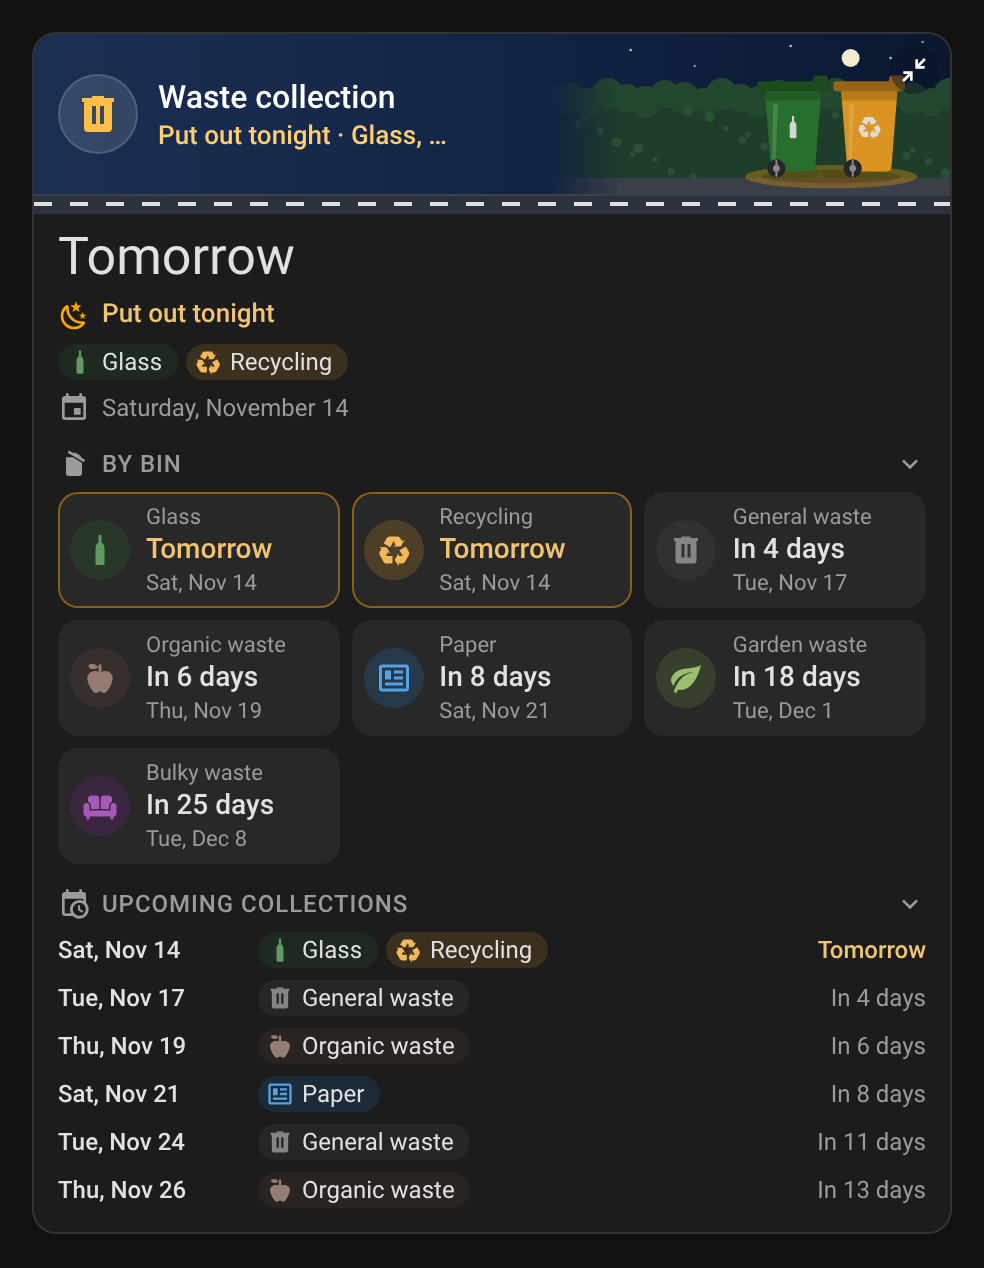 Waste collection
Put out tonight · Glass, ...
Tomorrow
Put out tonight
Glass
Recycling
Saturday, November 14
BY BIN
Glass
Tomorrow
Sat, Nov 14
Recycling
Tomorrow
Sat, Nov 14
General waste
In 4 days
Tue, Nov 17
Organic waste
In 6 days
Thu, Nov 19
Paper
In 8 days
Sat, Nov 21
Garden waste
In 18 days
Tue, Dec 1
Bulky waste
In 25 days
Tue, Dec 8
UPCOMING COLLECTIONS
Sat, Nov 14 Glass Recycling Tomorrow
Tue, Nov 17 General waste In 4 days
Thu, Nov 19 Organic waste In 6 days
Sat, Nov 21 Paper In 8 days
Tue, Nov 24 General waste In 11 days
Thu, Nov 26 Organic waste In 13 days